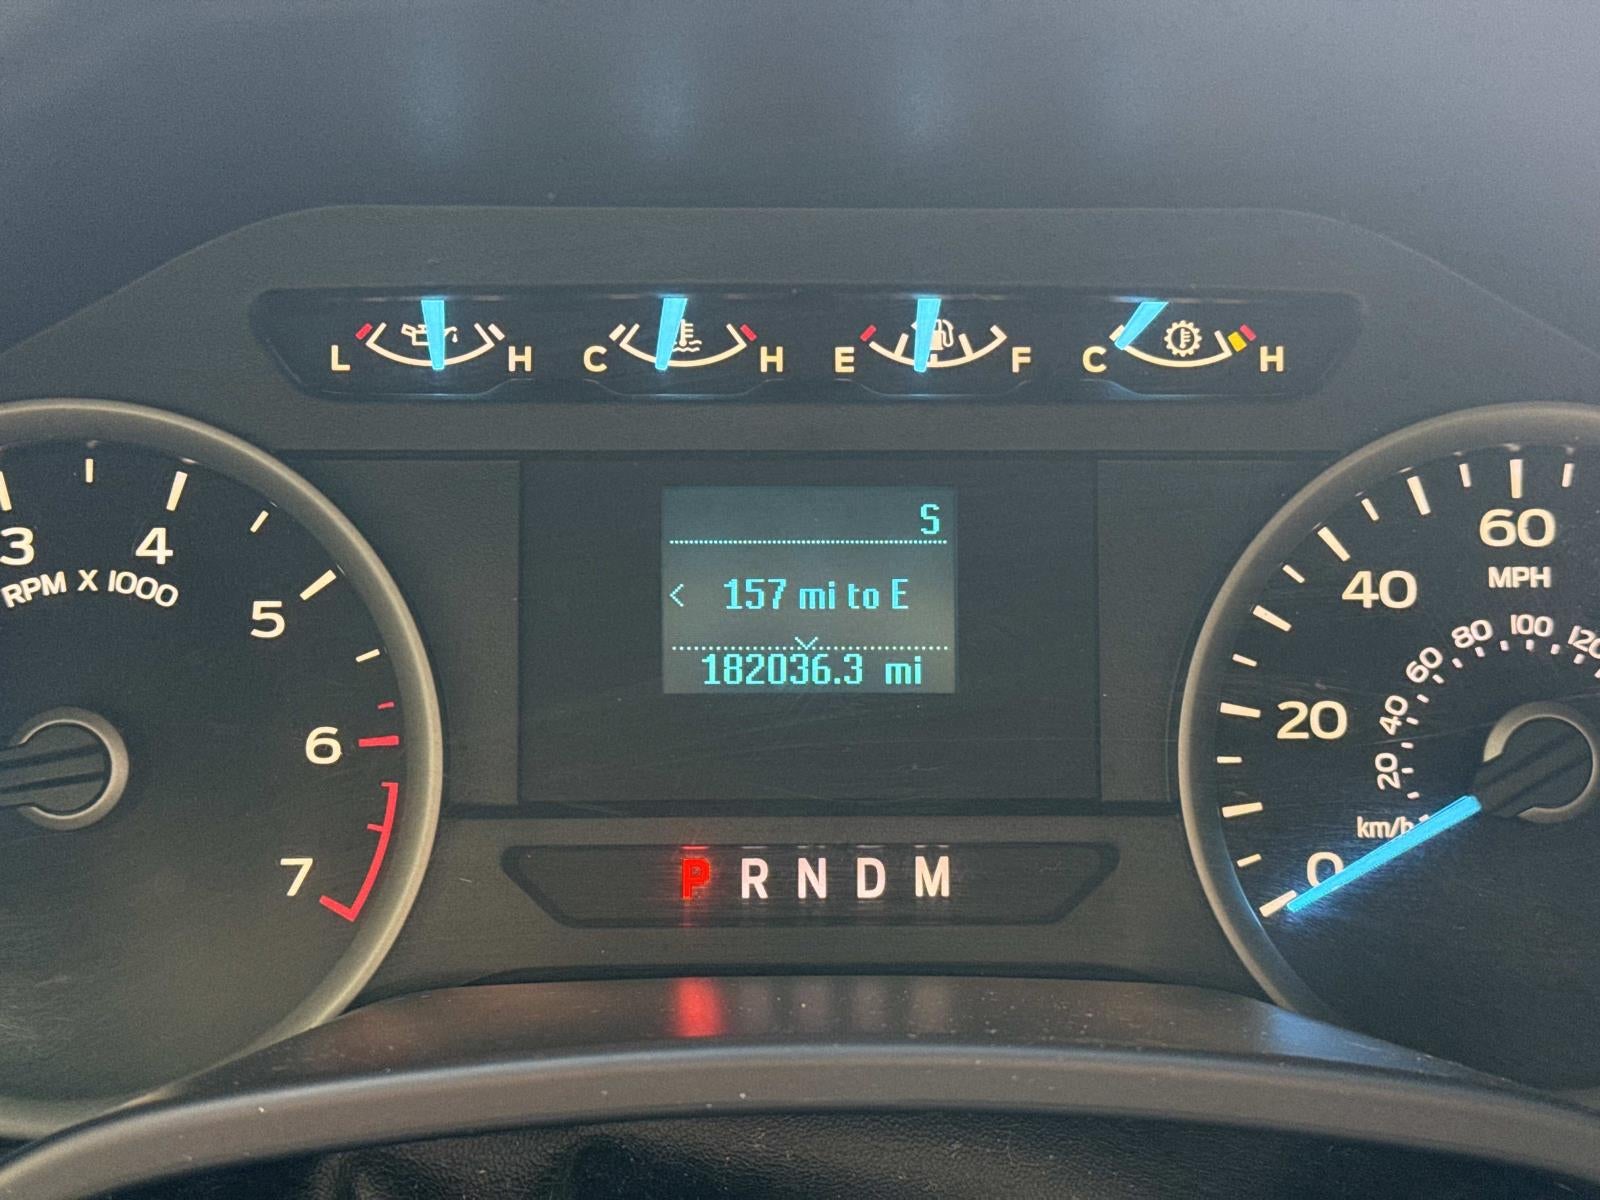 L H C H E F C H
3 4 5 6 7
RPM X 1000
S
< 157 mi to E
182036.3 mi
P R N D M
0 20 40 60
MPH
20 40 60 80 100 120
km/h